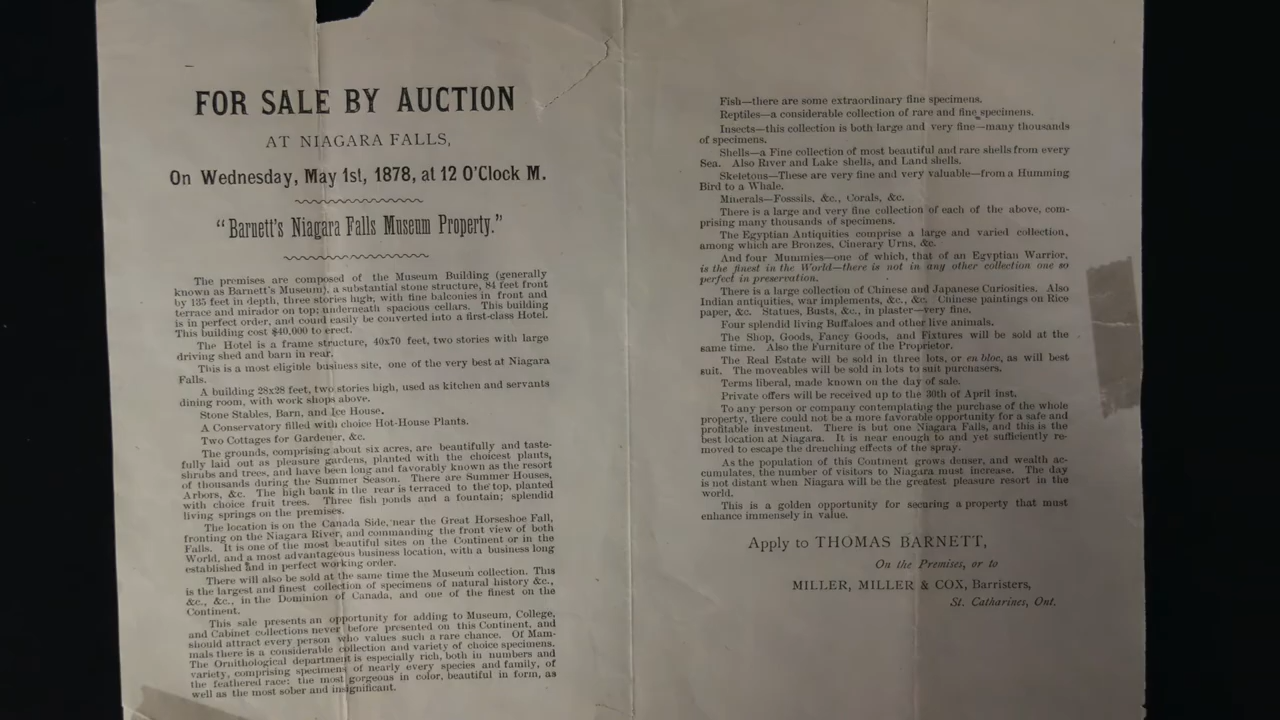 FOR SALE BY AUCTION
AT NIAGARA FALLS,
On Wednesday, May 1st, 1878, at 12 O'Clock M.
"Barnett's Niagara Falls Museum Property."
The premises are composed of the Museum Building (generally
known as Barnett's Museum), a substantial stone structure, 84 feet front
by 135 feet in depth, three stories high, with fine balconies in front and
terrace and mirador on top; underneath spacious cellars. This building
is in perfect order, and could easily be converted into a first-class Hotel.
This building cost $40,000 to erect.
The Hotel is a frame structure, 40x70 feet, two stories with large
driving shed and barn in rear.
This is a most eligible business site, one of the very best at Niagara
Falls.
A building 28x28 feet, two stories high, used as kitchen and servants
dining room, with work shops above.
Stone Stables, Barn, and Ice House.
A Conservatory filled with choice Hot-House Plants.
Two Cottages for Gardener, &c.
The grounds, comprising about six acres, are beautifully and taste-
fully laid out as pleasure gardens, planted with the choicest plants,
shrubs and trees, and have been long and favorably known as the resort
of thousands during the Summer Season. There are Summer Houses,
Arbors, &c. The high bank in the rear is terraced to the top, planted
with choice fruit trees. Three fish ponds and a fountain; splendid
living springs on the premises.
The location is on the Canada Side, near the Great Horseshoe Fall,
fronting on the Niagara River, and commanding the front view of both
Falls. It is one of the most beautiful sites on the Continent or in the
World, and a most advantageous business location, with a business long
established and in perfect working order.
There will also be sold at the same time the Museum collection. This
is the largest and finest collection of specimens of natural history &c.,
&c., &c., in the Dominion of Canada, and one of the finest on the
Continent.
This sale presents an opportunity for adding to Museum, College,
and Cabinet collections never before presented on this Continent, and
should attract every person who values such a rare chance. Of Mam-
mals there is a considerable collection and variety of choice specimens.
The Ornithological department is especially rich, both in numbers and
variety, comprising specimens of nearly every species and family, of
the feathered race; the most gorgeous in color, beautiful in form, as
well as the most sober and insignificant.
Fish—there are some extraordinary fine specimens.
Reptiles—a considerable collection of rare and fine specimens.
Insects—this collection is both large and very fine—many thousands
of specimens.
Shells—a Fine collection of most beautiful and rare shells from every
Sea. Also River and Lake shells, and Land shells.
Skeletons—These are very fine and very valuable—from a Humming
Bird to a Whale.
Minerals—Fosssils, &c., Corals, &c.
There is a large and very fine collection of each of the above, com-
prising many thousands of specimens.
The Egyptian Antiquities comprise a large and varied collection,
among which are Bronzes, Cinerary Urns, &c.
And four Mummies—one of which, that of an Egyptian Warrior,
is the finest in the World—there is not in any other collection one so
perfect in preservation.
There is a large collection of Chinese and Japanese Curiosities. Also
Indian antiquities, war implements, &c., &c. Chinese paintings on Rice
paper, &c. Statues, Busts, &c., in plaster—very fine.
Four splendid living Buffaloes and other live animals.
The Shop, Goods, Fancy Goods, and Fixtures will be sold at the
same time. Also the Furniture of the Proprietor.
The Real Estate will be sold in three lots, or en bloc, as will best
suit. The moveables will be sold in lots to suit purchasers.
Terms liberal, made known on the day of sale.
Private offers will be received up to the 30th of April inst.
To any person or company contemplating the purchase of the whole
property, there could not be a more favorable opportunity for a safe and
profitable investment. There is but one Niagara Falls, and this is the
best location at Niagara. It is near enough to and yet sufficiently re-
moved to escape the drenching effects of the spray.
As the population of this Continent grows denser, and wealth ac-
cumulates, the number of visitors to Niagara must increase. The day
is not distant when Niagara will be the greatest pleasure resort in the
world.
This is a golden opportunity for securing a property that must
enhance immensely in value.
Apply to THOMAS BARNETT,
On the Premises, or to
MILLER, MILLER & COX, Barristers,
St. Catharines, Ont.